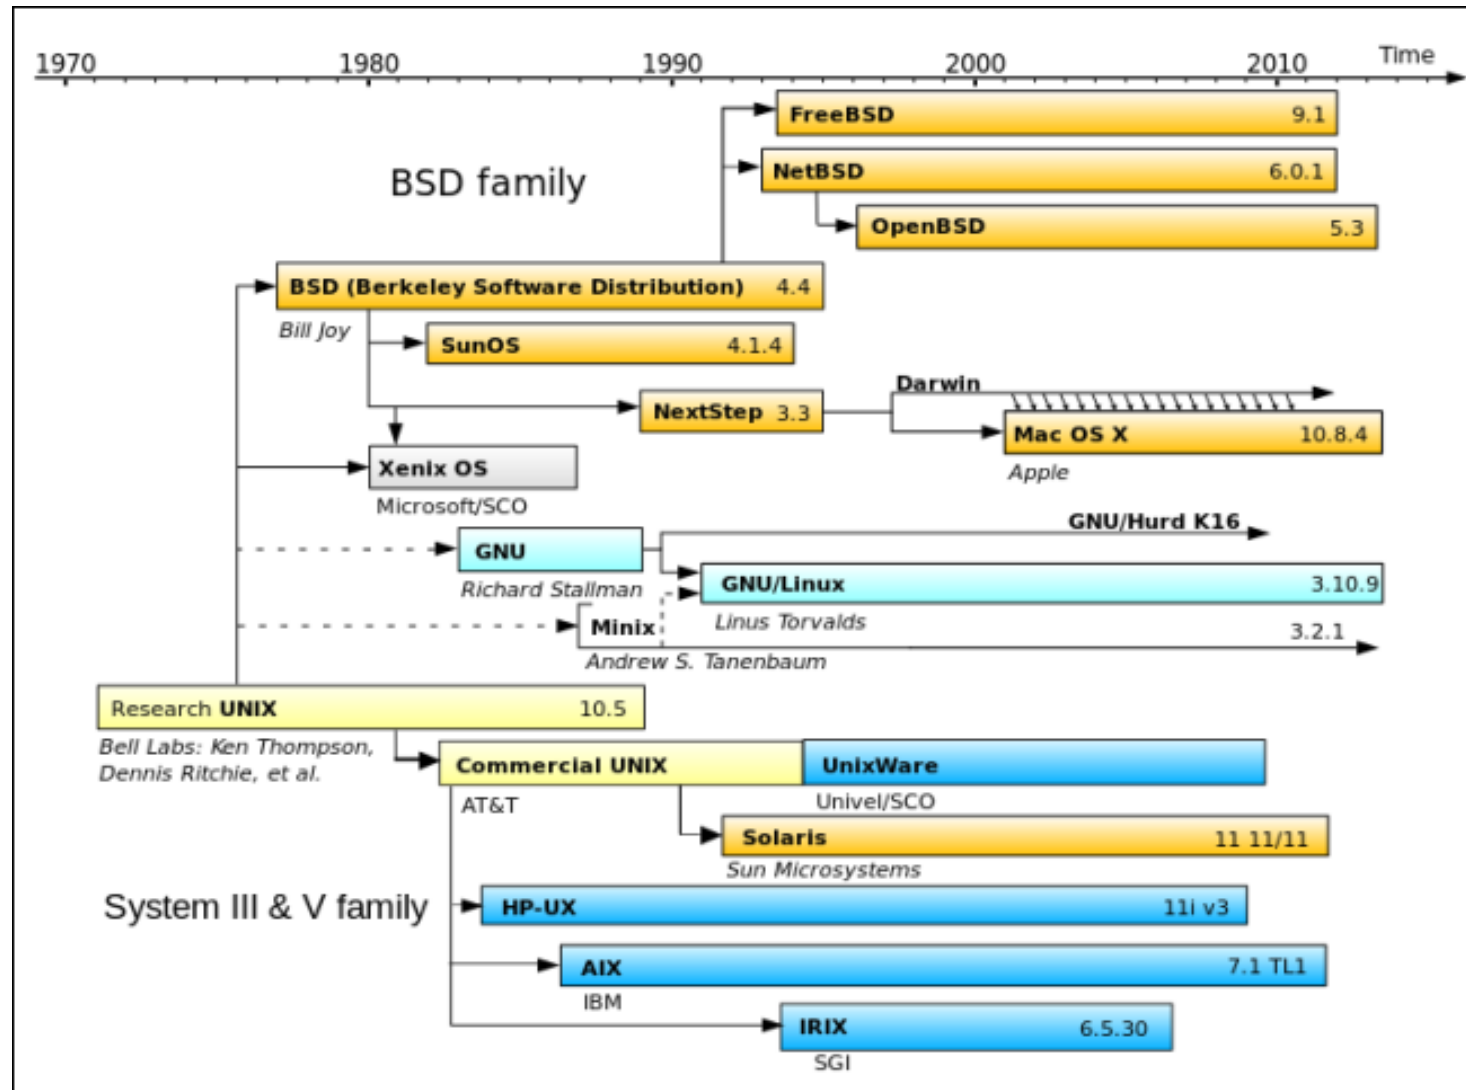 1970 1980 1990 2000 2010 Time
FreeBSD 9.1
BSD family
NetBSD 6.0.1
OpenBSD 5.3
BSD (Berkeley Software Distribution) 4.4
Bill Joy
SunOS 4.1.4
Darwin
NextStep 3.3
Mac OS X 10.8.4
Apple
Xenix OS
Microsoft/SCO
GNU/Hurd K16
GNU
Richard Stallman
GNU/Linux 3.10.9
Linus Torvalds
Minix 3.2.1
Andrew S. Tanenbaum
Research UNIX 10.5
Bell Labs: Ken Thompson,
Dennis Ritchie, et al.
Commercial UNIX
AT&T
UnixWare
Univel/SCO
Solaris 11 11/11
Sun Microsystems
System III & V family
HP-UX 11i v3
AIX 7.1 TL1
IBM
IRIX 6.5.30
SGI